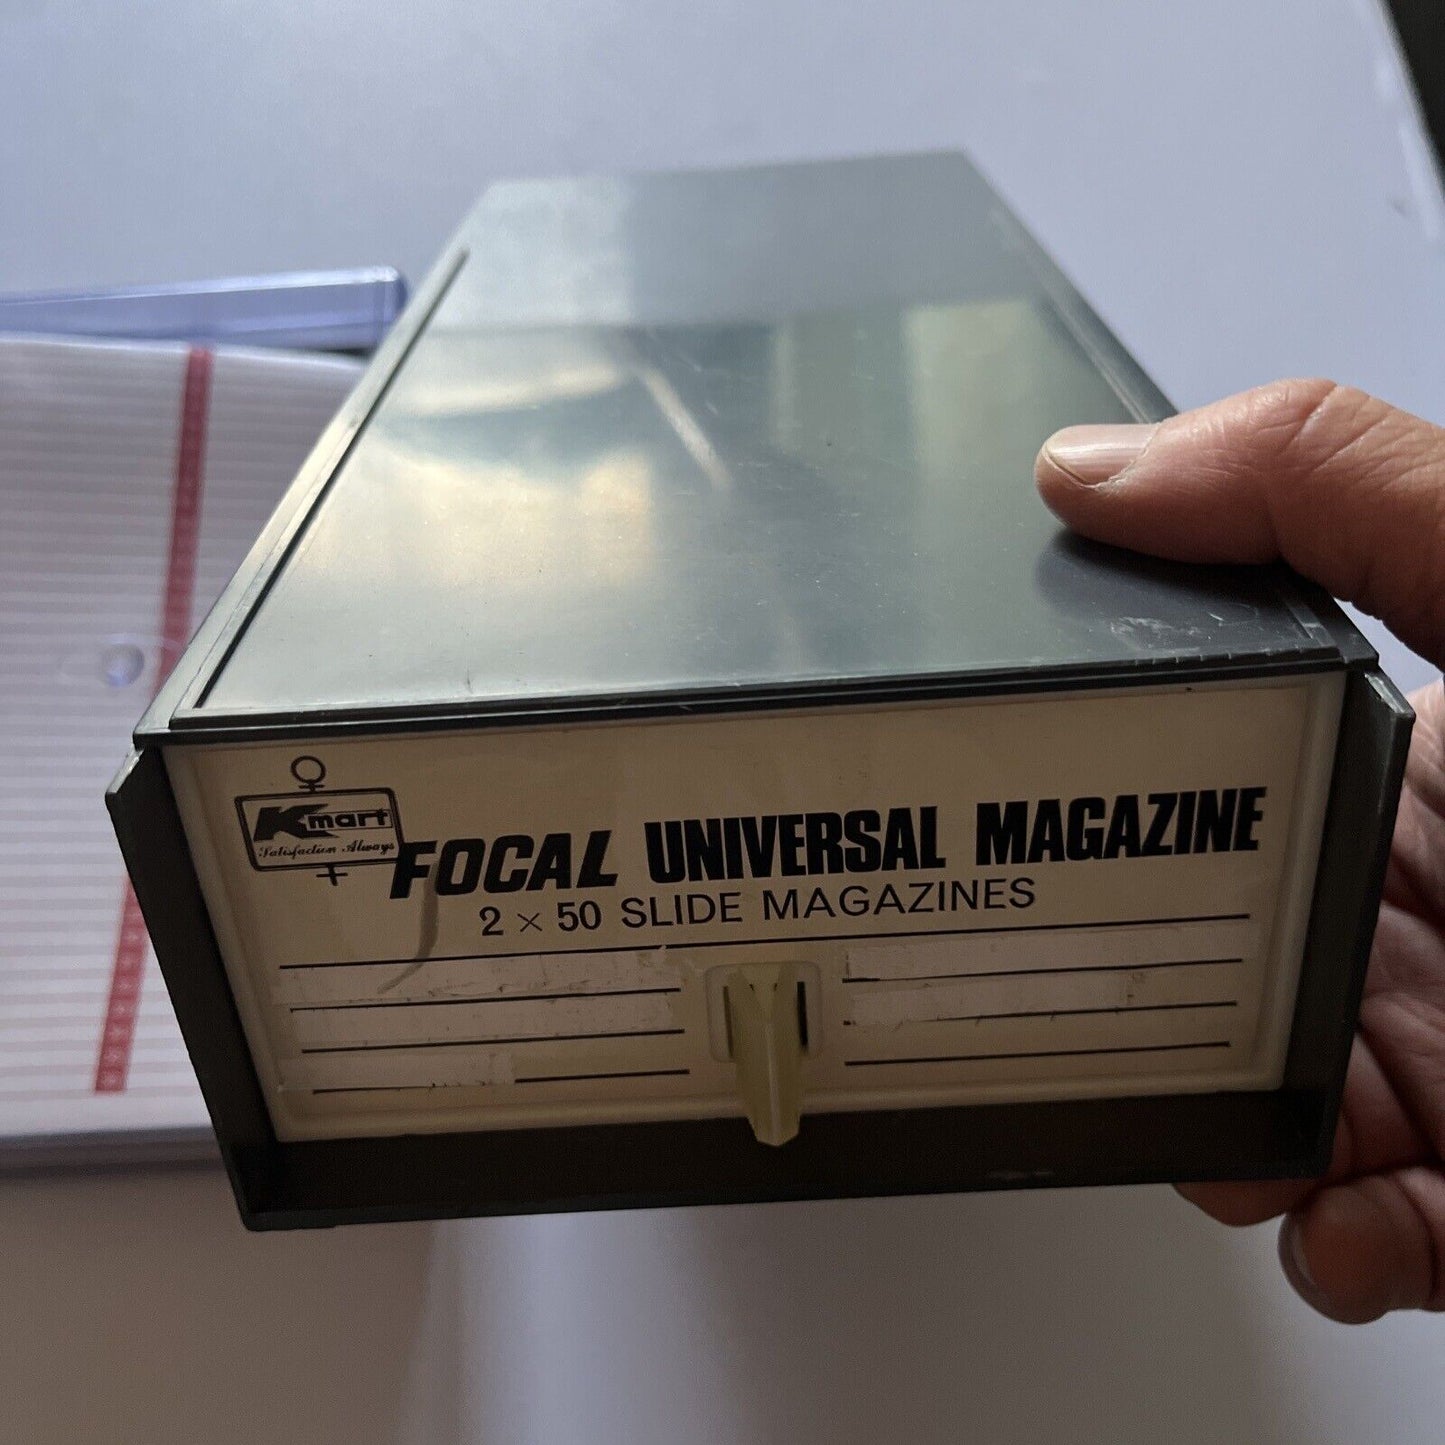 Kmart
Satisfaction Always
FOCAL UNIVERSAL MAGAZINE
2 × 50 SLIDE MAGAZINES